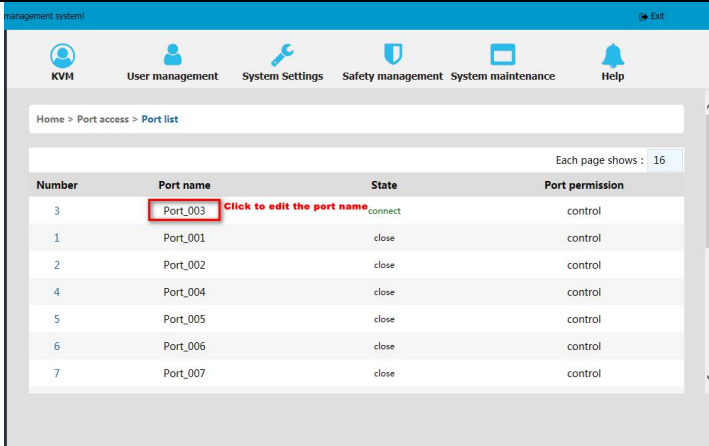 management system!
Exit
KVM User management System Settings Safety management System maintenance Help
Home > Port access > Port list
Each page shows : 16
Number Port name State Port permission
3 Port_003 Click to edit the port name connect control
1 Port_001 close control
2 Port_002 close control
4 Port_004 close control
5 Port_005 close control
6 Port_006 close control
7 Port_007 close control